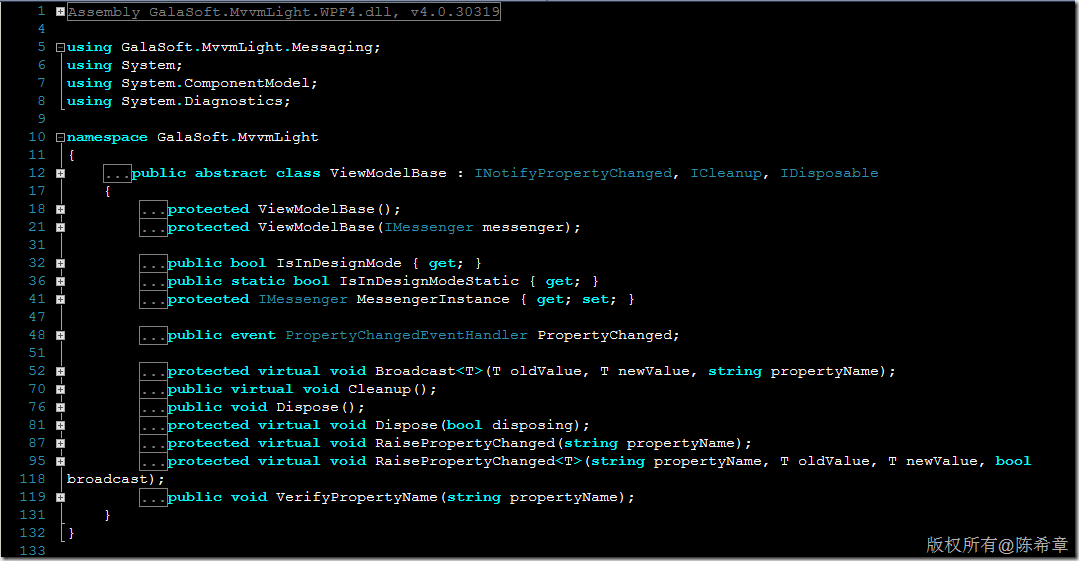 1 Assembly GalaSoft.MvvmLight.WPF4.dll, v4.0.30319
4
5 using GalaSoft.MvvmLight.Messaging;
6 using System;
7 using System.ComponentModel;
8 using System.Diagnostics;
9
10 namespace GalaSoft.MvvmLight
11 {
12 ...public abstract class ViewModelBase : INotifyPropertyChanged, ICleanup, IDisposable
17 {
18 ...protected ViewModelBase();
21 ...protected ViewModelBase(IMessenger messenger);
31
32 ...public bool IsInDesignMode { get; }
36 ...public static bool IsInDesignModeStatic { get; }
41 ...protected IMessenger MessengerInstance { get; set; }
47
48 ...public event PropertyChangedEventHandler PropertyChanged;
51
52 ...protected virtual void Broadcast<T>(T oldValue, T newValue, string propertyName);
70 ...public virtual void Cleanup();
76 ...public void Dispose();
81 ...protected virtual void Dispose(bool disposing);
87 ...protected virtual void RaisePropertyChanged(string propertyName);
95 ...protected virtual void RaisePropertyChanged<T>(string propertyName, T oldValue, T newValue, bool
118 broadcast);
119 ...public void VerifyPropertyName(string propertyName);
131 }
132 }
133
版权所有@陈希章